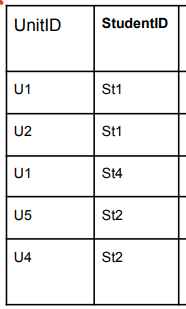 UnitID StudentID
U1 St1
U2 St1
U1 St4
U5 St2
U4 St2